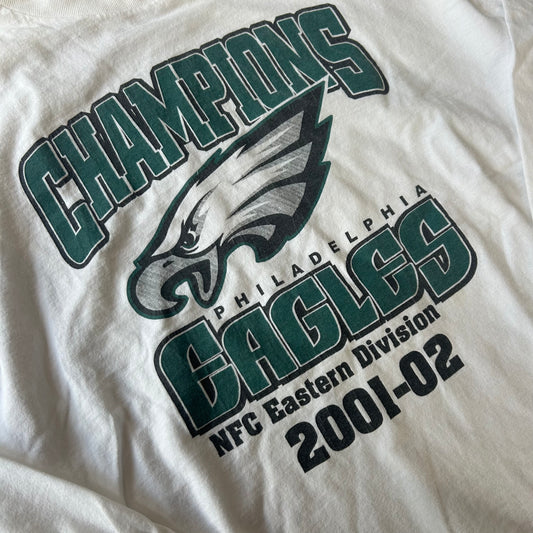 CHAMPIONS
PHILADELPHIA
EAGLES
NFC Eastern Division
2001-02